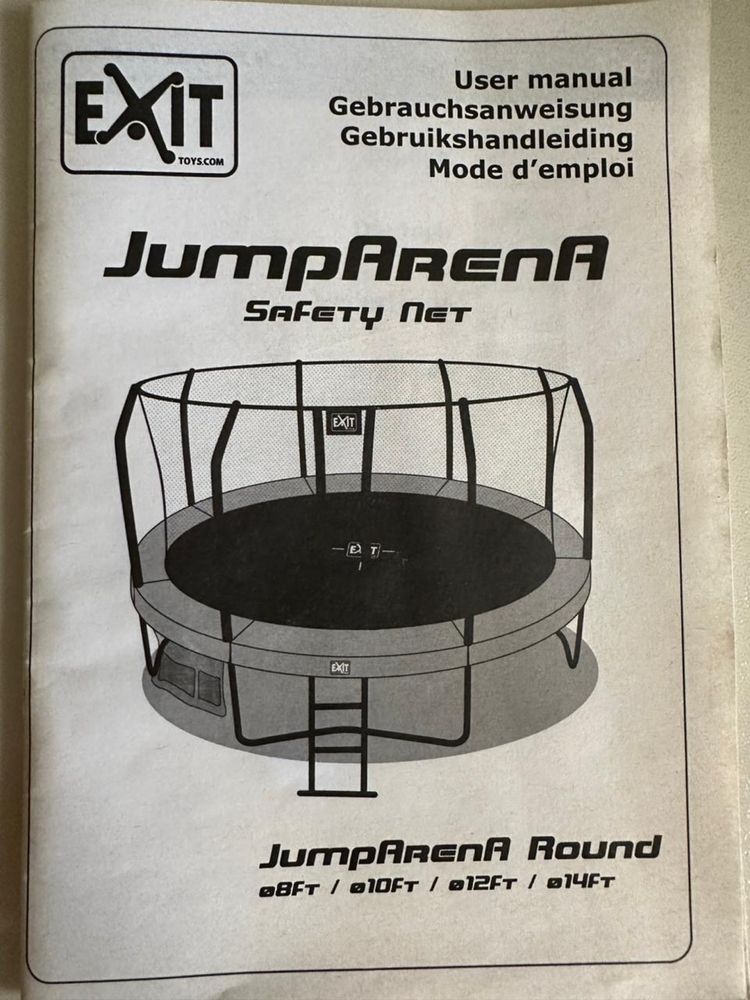 EXIT
TOYS.COM
User manual
Gebrauchsanweisung
Gebruikshandleiding
Mode d'emploi
JumpArenA
Safety Net
EXIT
EXIT
EXIT
JumpArenA Round
ø8Ft / ø10Ft / ø12Ft / ø14Ft